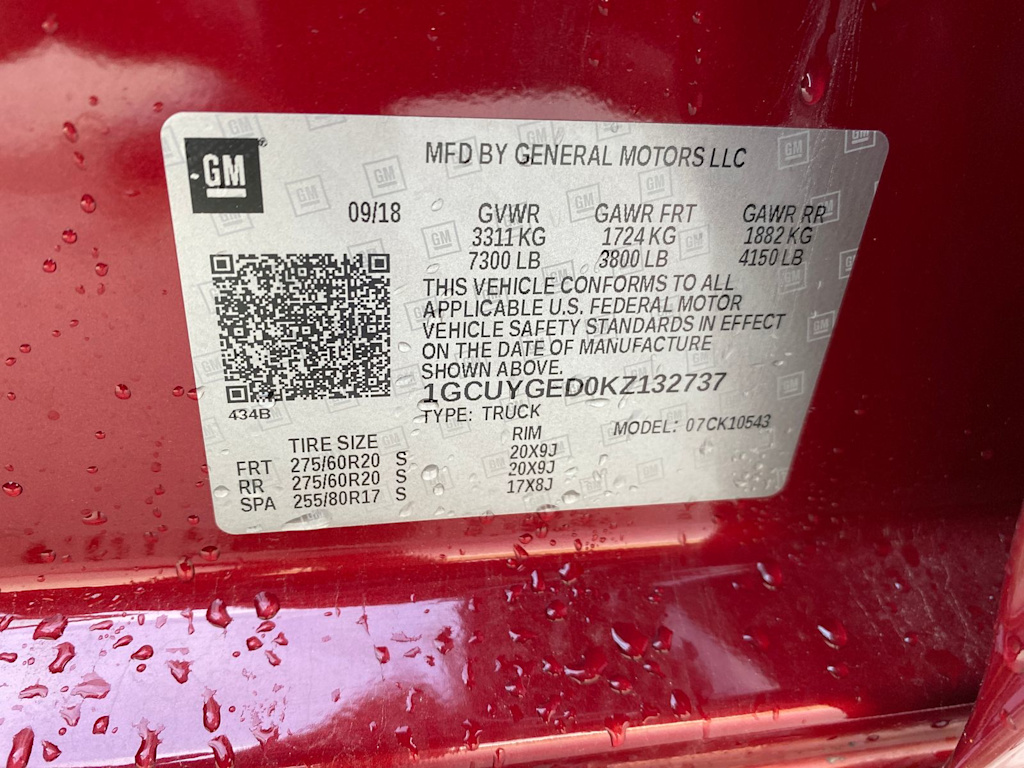 GM
MFD BY GENERAL MOTORS LLC
09/18
GVWR GAWR FRT GAWR RR
3311 KG 1724 KG 1882 KG
7300 LB 3800 LB 4150 LB
THIS VEHICLE CONFORMS TO ALL
APPLICABLE U.S. FEDERAL MOTOR
VEHICLE SAFETY STANDARDS IN EFFECT
ON THE DATE OF MANUFACTURE
SHOWN ABOVE.
1GCUYGED0KZ132737
434B
TYPE: TRUCK
MODEL: 07CK10543
TIRE SIZE RIM
FRT 275/60R20 S 20X9J
RR 275/60R20 S 20X9J
SPA 255/80R17 S 17X8J